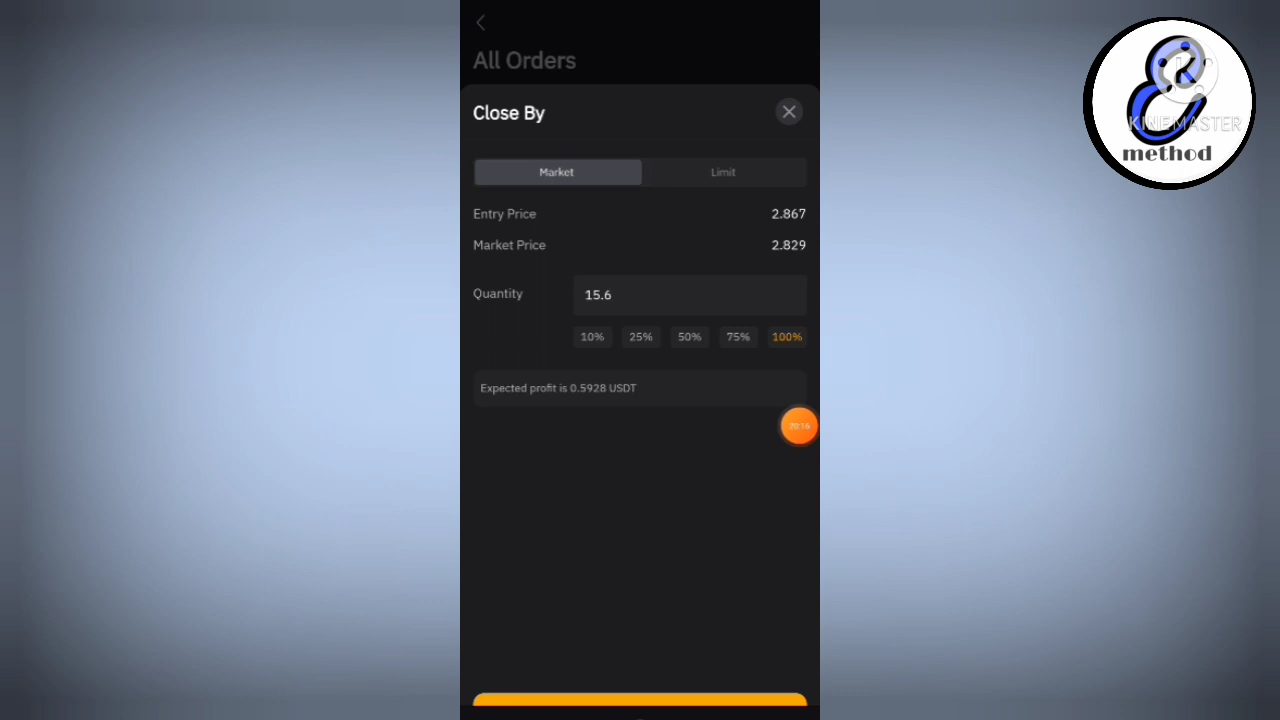 All Orders
Close By
Market
Limit
Entry Price
2.867
Market Price
2.829
Quantity
15.6
10%
25%
50%
75%
100%
Expected profit is 0.5928 USDT
KINEMASTER
method